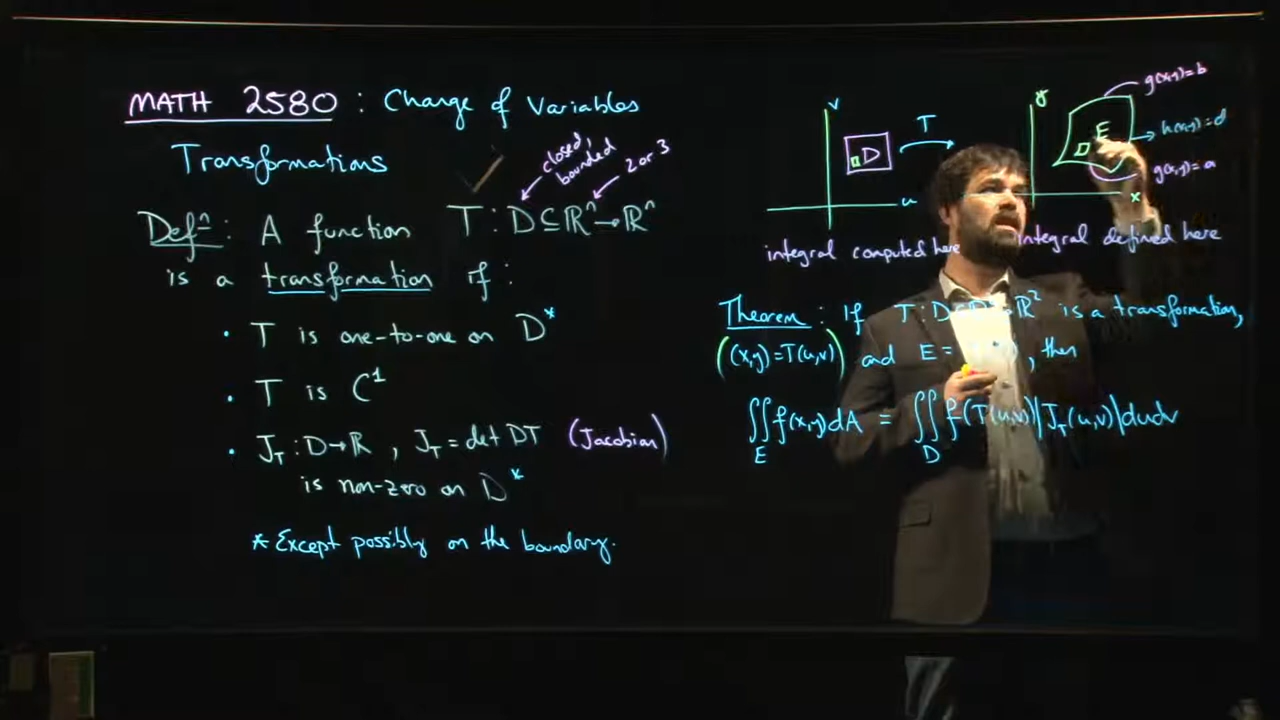 MATH 2580 : Change of Variables
Transformations
closed, bounded
2 or 3
Defⁿ : A function T : D ⊆ ℝⁿ → ℝⁿ
is a transformation if :
• T is one-to-one on D*
• T is C¹
• J_T : D → ℝ , J_T = det DT (Jacobian)
is non-zero on D*
* Except possibly on the boundary.
v
D
u
T
y
E
x
g(x,y) = b
h(x,y) = d
g(x,y) = a
integral computed here
integral defined here
Theorem : If T : D ℝ² is a transformation,
((x,y) = T(u,v)) and E = , then
∬_E f(x,y) dA = ∬_D f(T(u,v)) |J_T(u,v)| du dv